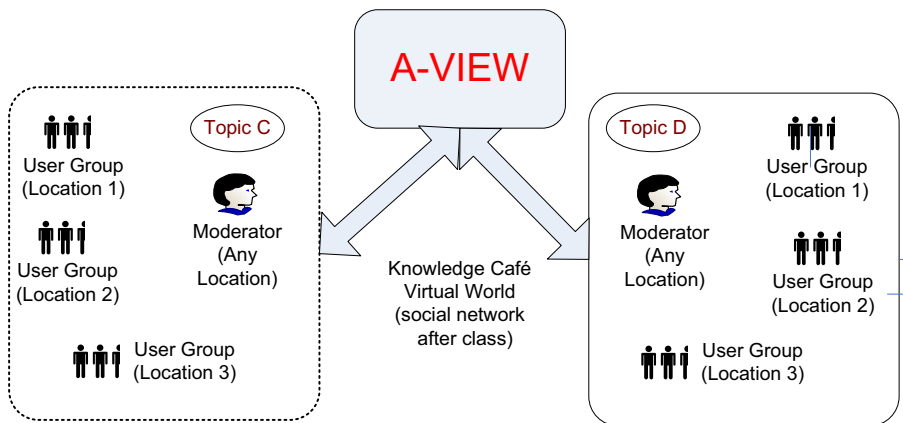 A-VIEW
Topic C
User Group
(Location 1)
Moderator
(Any
Location)
User Group
(Location 2)
User Group
(Location 3)
Knowledge Café
Virtual World
(social network
after class)
Topic D
User Group
(Location 1)
Moderator
(Any
Location)
User Group
(Location 2)
User Group
(Location 3)